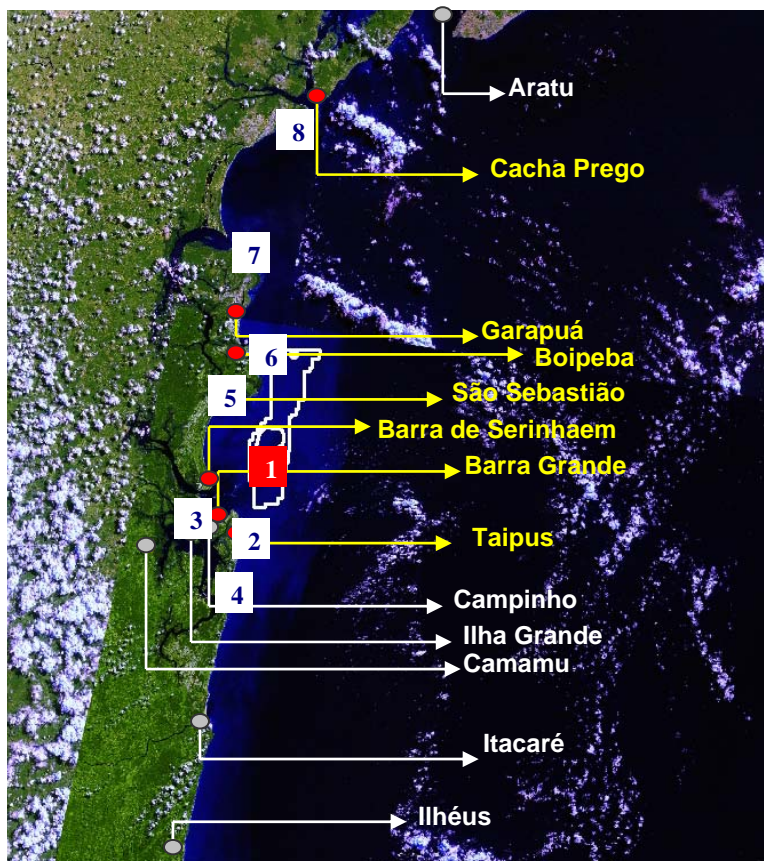 Aratu
8
Cacha Prego
7
Garapuá
6
Boipeba
5
São Sebastião
Barra de Serinhaem
1
Barra Grande
3
2
Taipus
4
Campinho
Ilha Grande
Camamu
Itacaré
Ilhéus